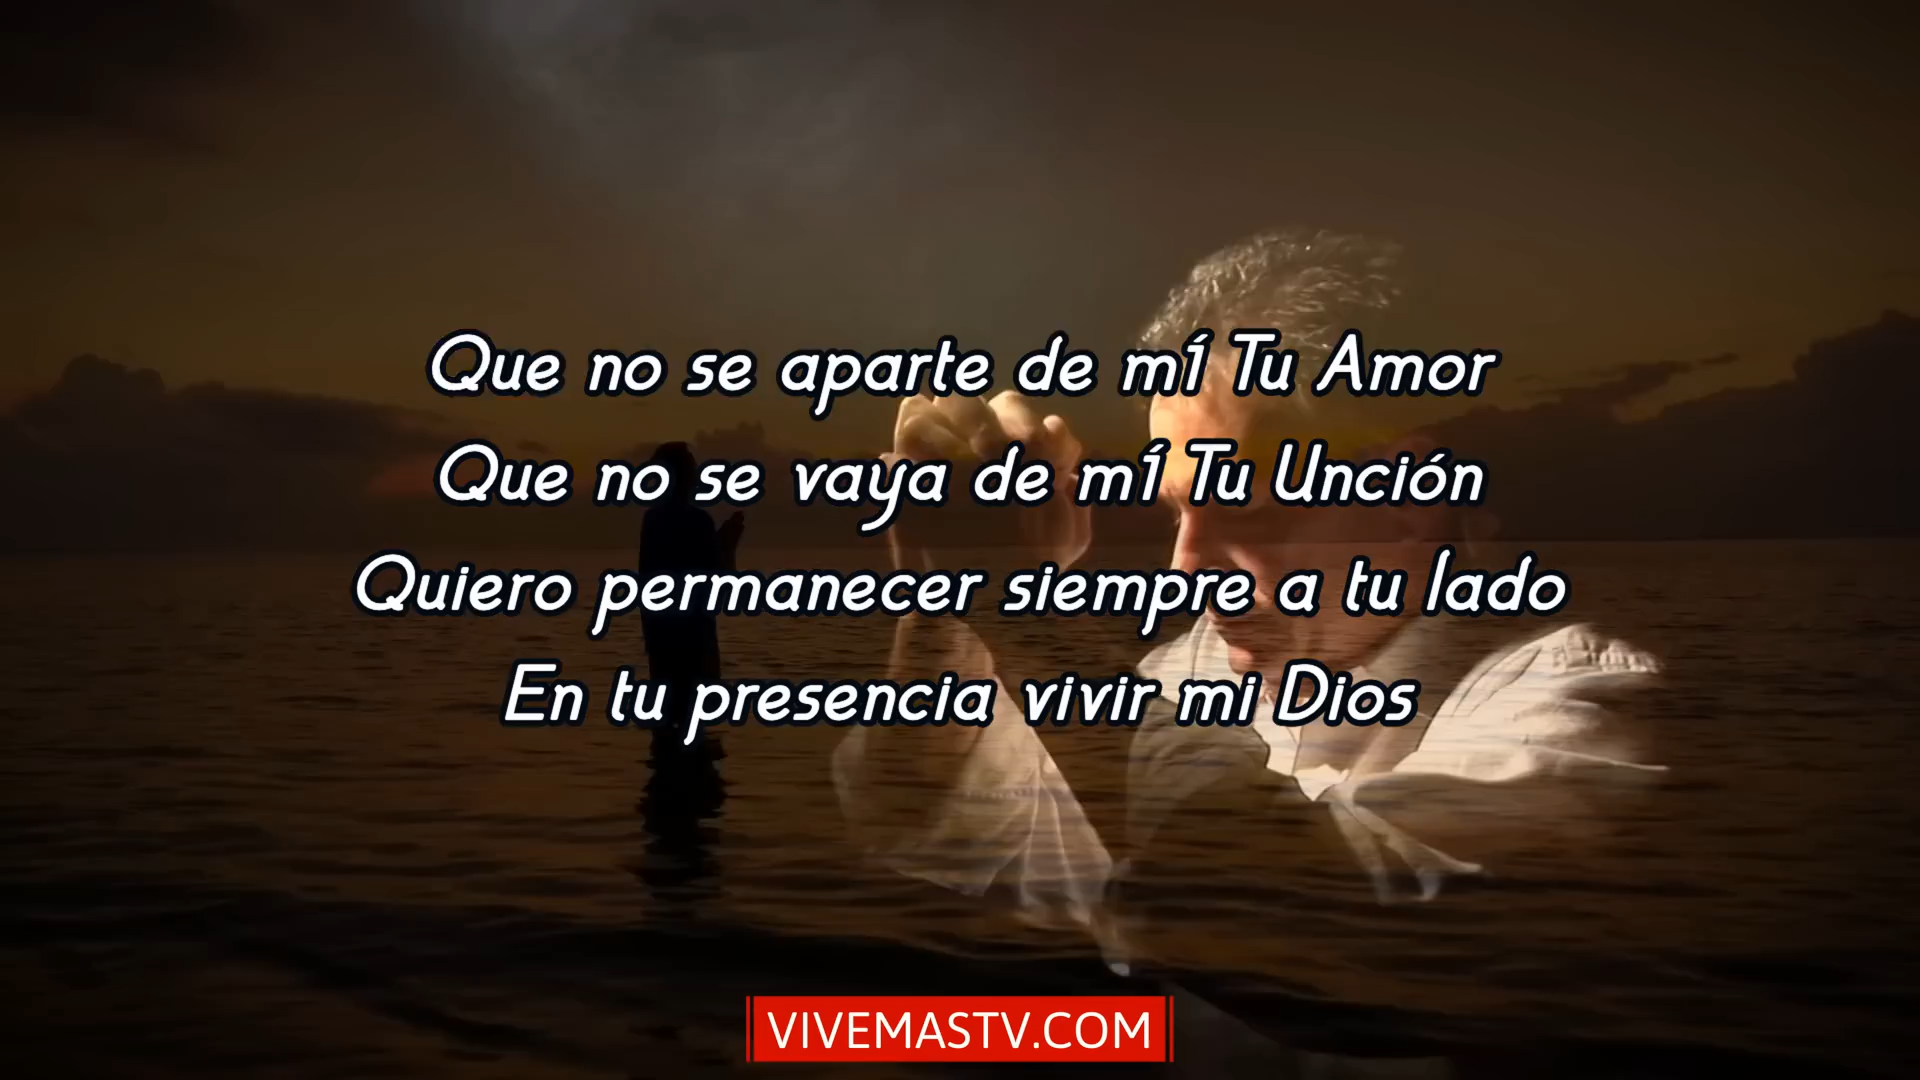 Que no se aparte de mí Tu Amor
Que no se vaya de mí Tu Unción
Quiero permanecer siempre a tu lado
En tu presencia vivir mi Dios
VIVEMASTV.COM